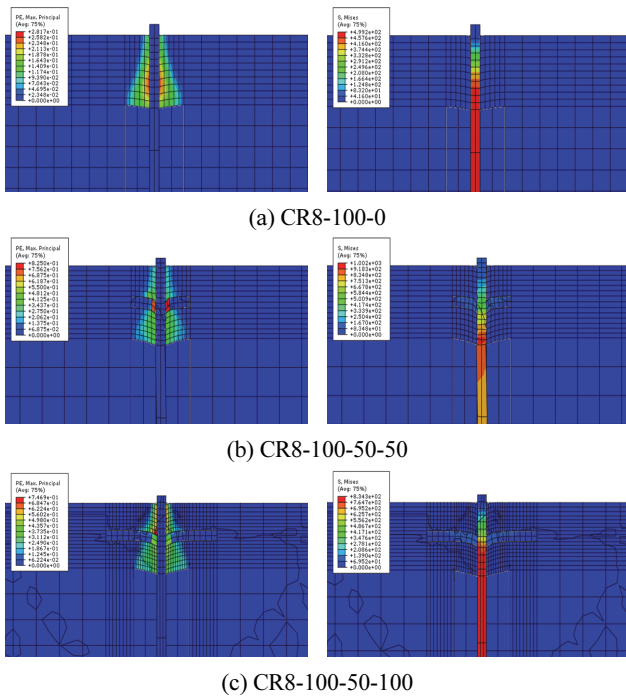 PE, Max. Principal
(Avg: 75%)
+2.817e-01
+2.582e-01
+2.348e-01
+2.113e-01
+1.878e-01
+1.643e-01
+1.409e-01
+1.174e-01
+9.390e-02
+7.043e-02
+4.695e-02
+2.348e-02
+0.000e+00
S, Mises
(Avg: 75%)
+4.992e+02
+4.576e+02
+4.160e+02
+3.744e+02
+3.328e+02
+2.912e+02
+2.496e+02
+2.080e+02
+1.664e+02
+1.248e+02
+8.320e+01
+4.160e+01
+0.000e+00
(a) CR8-100-0
PE, Max. Principal
(Avg: 75%)
+8.250e-01
+7.562e-01
+6.875e-01
+6.187e-01
+5.500e-01
+4.812e-01
+4.125e-01
+3.437e-01
+2.750e-01
+2.062e-01
+1.375e-01
+6.875e-02
+0.000e+00
S, Mises
(Avg: 75%)
+1.002e+03
+9.183e+02
+8.348e+02
+7.513e+02
+6.678e+02
+5.844e+02
+5.009e+02
+4.174e+02
+3.339e+02
+2.504e+02
+1.670e+02
+8.348e+01
+0.000e+00
(b) CR8-100-50-50
PE, Max. Principal
(Avg: 75%)
+7.469e-01
+6.847e-01
+6.224e-01
+5.602e-01
+4.980e-01
+4.357e-01
+3.735e-01
+3.112e-01
+2.490e-01
+1.867e-01
+1.245e-01
+6.224e-02
+0.000e+00
S, Mises
(Avg: 75%)
+8.343e+02
+7.647e+02
+6.952e+02
+6.257e+02
+5.562e+02
+4.867e+02
+4.171e+02
+3.476e+02
+2.781e+02
+2.086e+02
+1.390e+02
+6.952e+01
+0.000e+00
(c) CR8-100-50-100